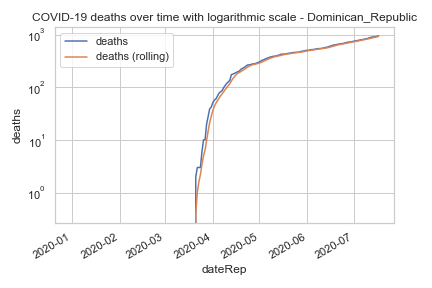 COVID-19 deaths over time with logarithmic scale - Dominican_Republic
deaths
deaths (rolling)
10³
10²
10¹
10⁰
deaths
2020-01
2020-02
2020-03
2020-04
2020-05
2020-06
2020-07
dateRep